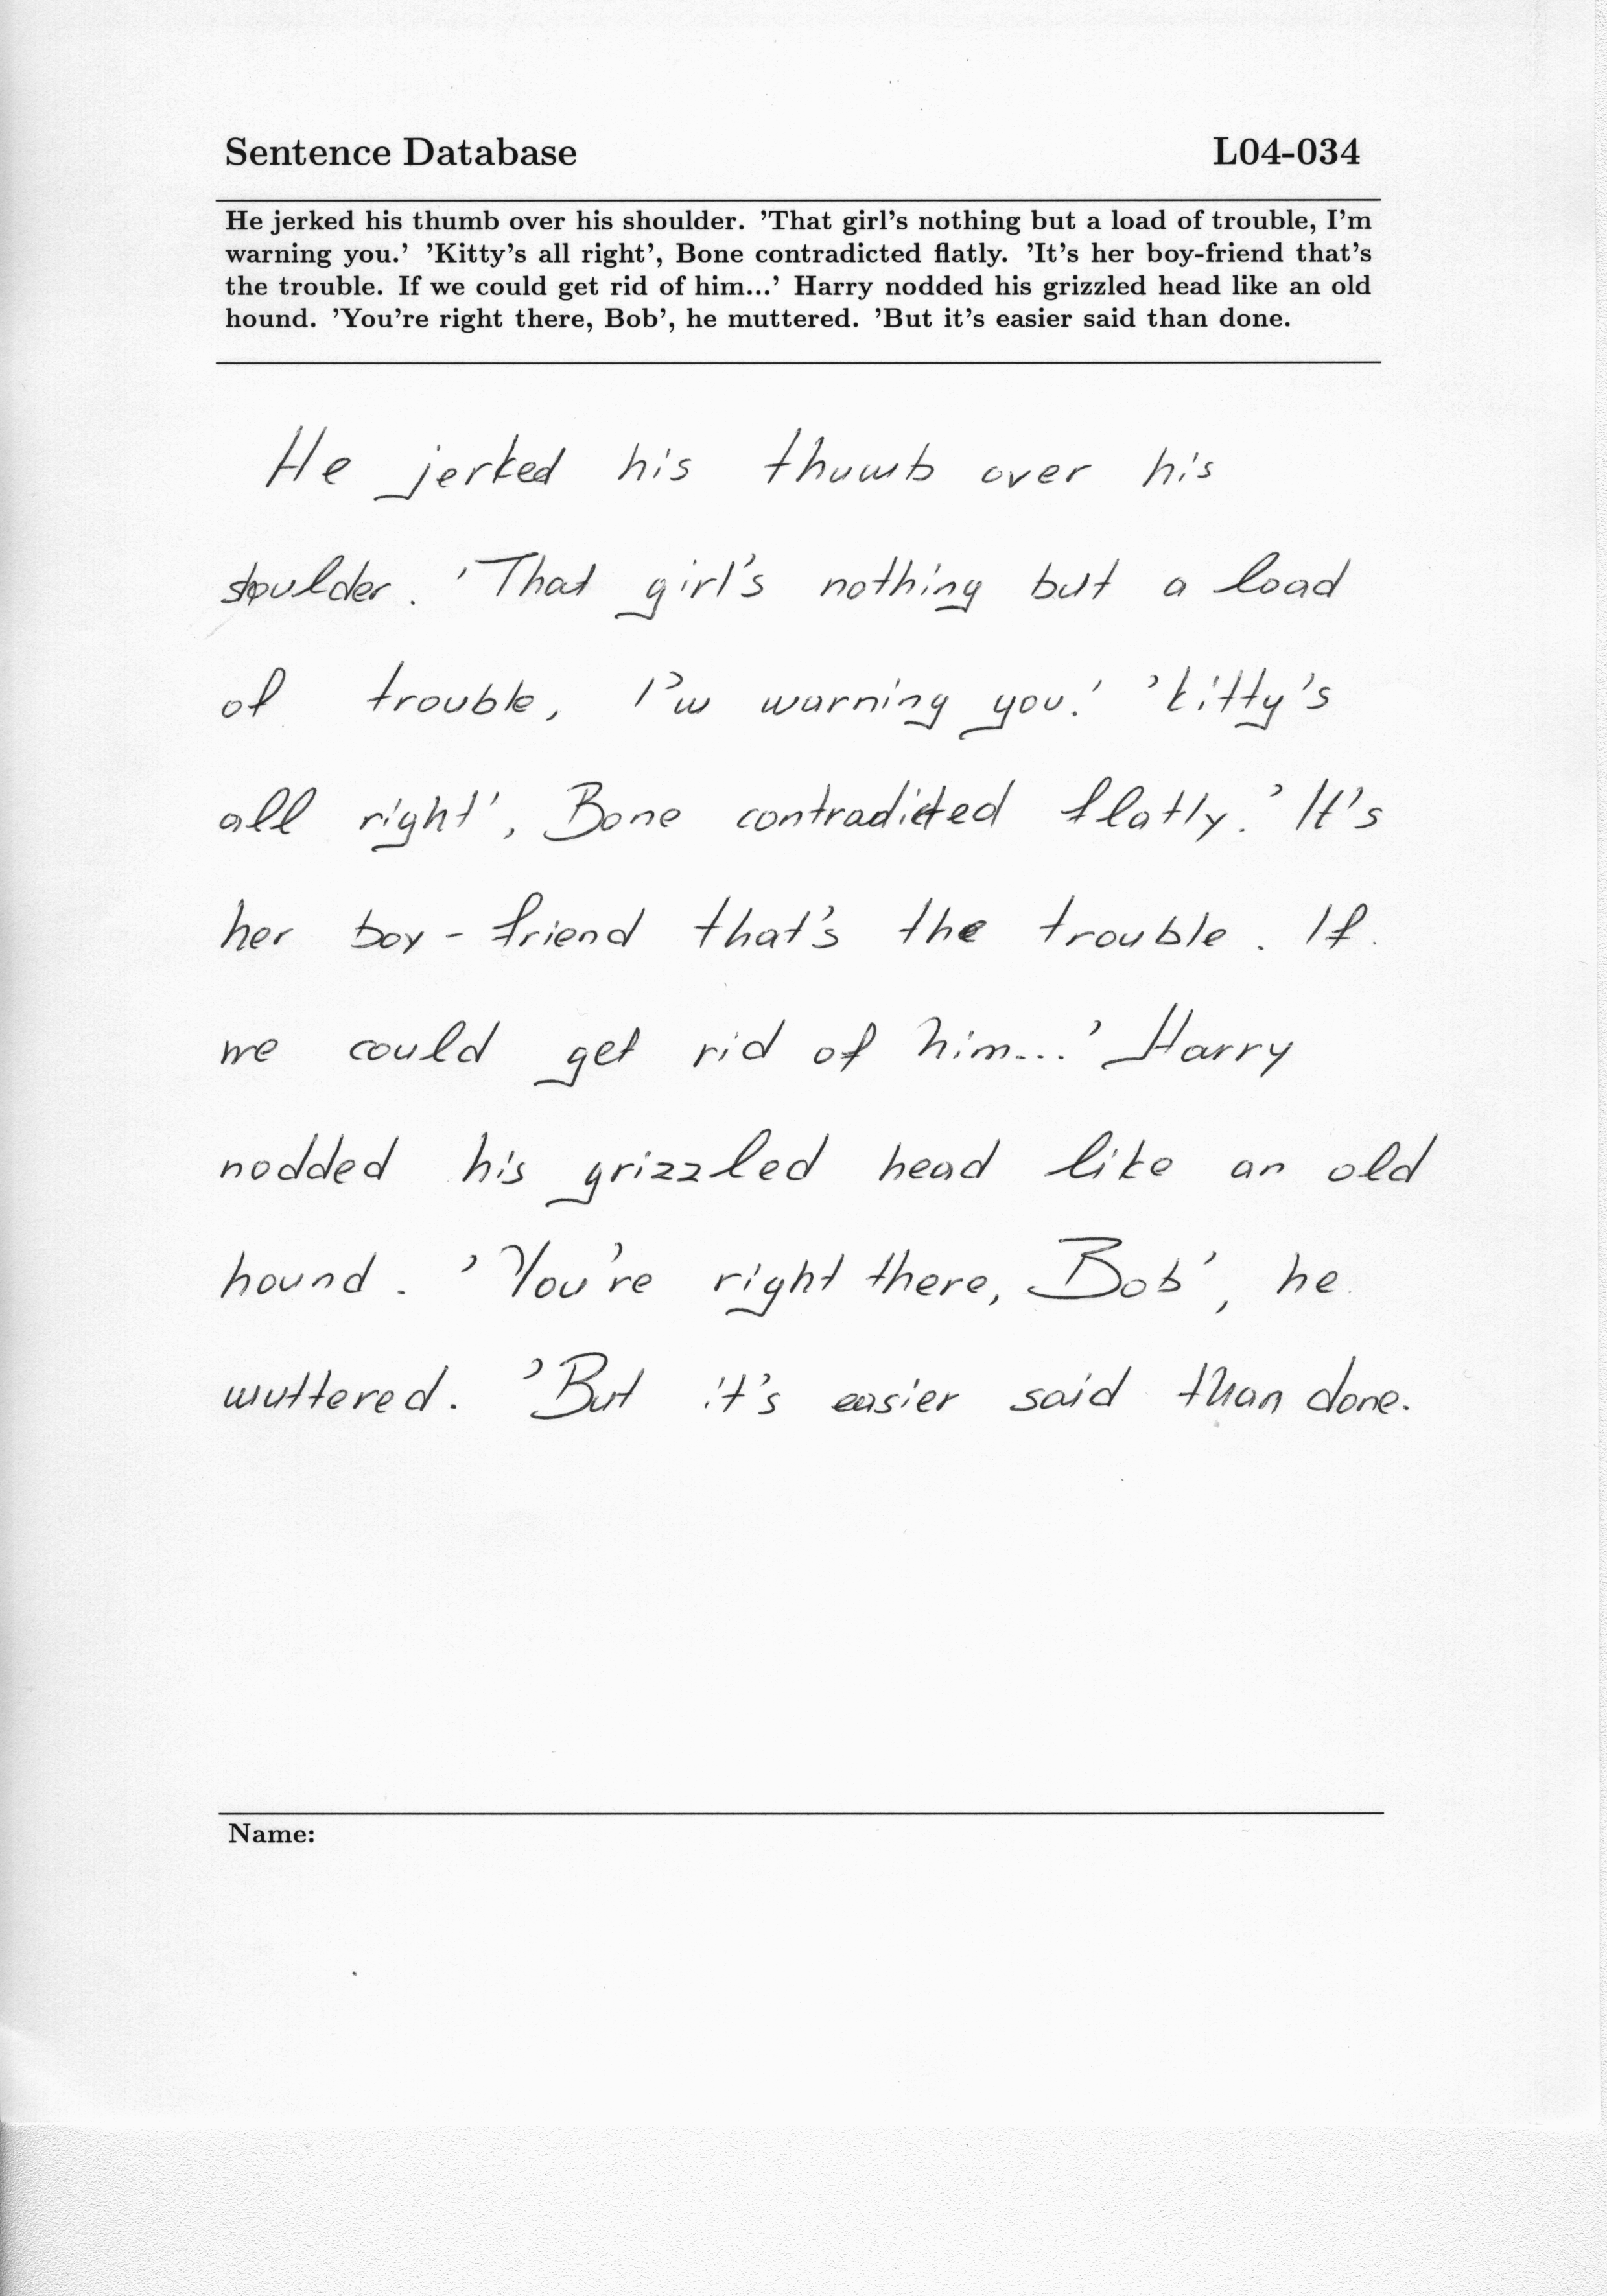 Sentence Database L04-034
He jerked his thumb over his shoulder. 'That girl's nothing but a load of trouble, I'm
warning you.' 'Kitty's all right', Bone contradicted flatly. 'It's her boy-friend that's
the trouble. If we could get rid of him...' Harry nodded his grizzled head like an old
hound. 'You're right there, Bob', he muttered. 'But it's easier said than done.
He jerked his thumb over his
shoulder. 'That girl's nothing but a load
of trouble, I'm warning you.' 'Kitty's
all right', Bone contradicted flatly.' It's
her boy-friend that's the trouble. If
we could get rid of him...' Harry
nodded his grizzled head like an old
hound. 'You're right there, Bob', he
muttered. 'But it's easier said than done.
Name: